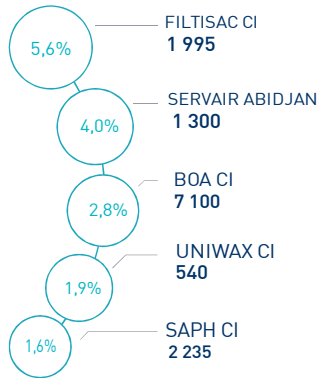 5,6%
FILTISAC CI
1 995
4,0%
SERVAIR ABIDJAN
1 300
2,8%
BOA CI
7 100
1,9%
UNIWAX CI
540
1,6%
SAPH CI
2 235